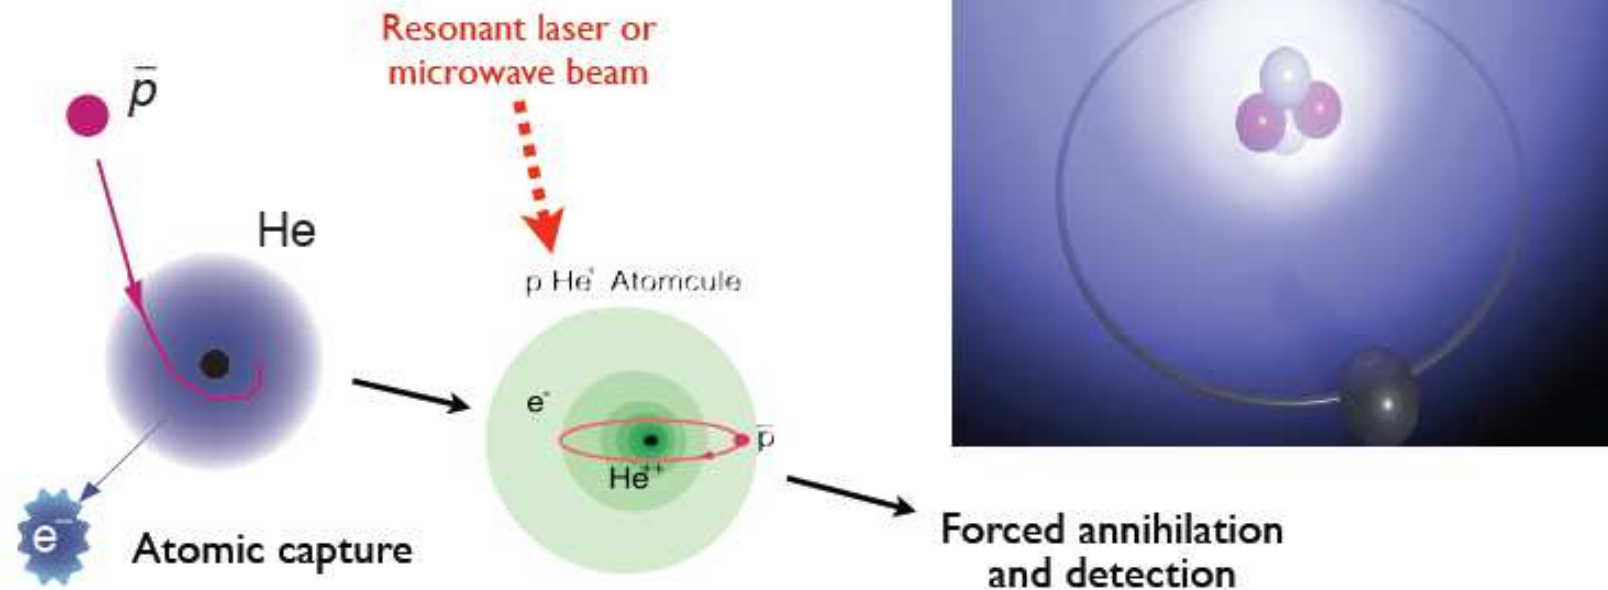 Resonant laser or
microwave beam
p̅
He
p He⁺ Atomcule
e⁻
p̅
He⁺⁺
e⁻
Atomic capture
Forced annihilation
and detection